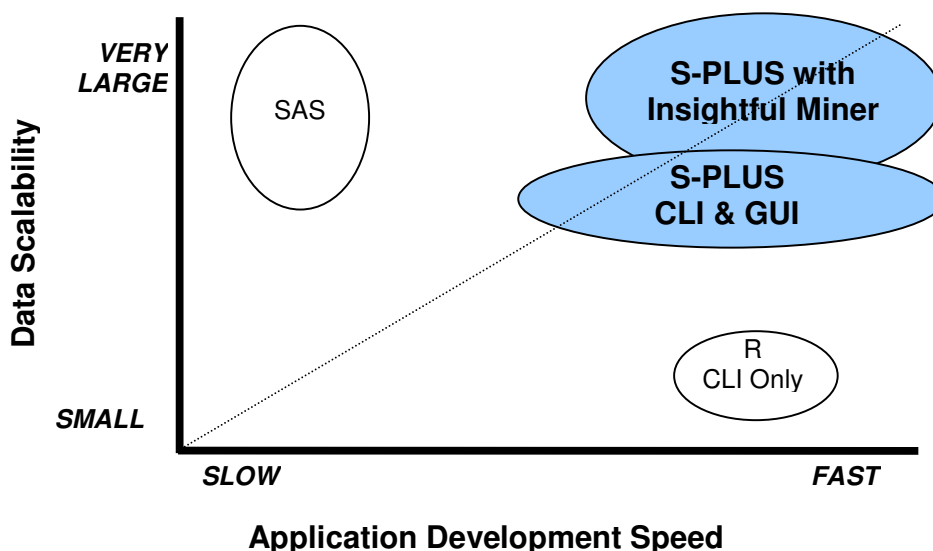 VERY
LARGE
SAS
S-PLUS with
Insightful Miner
S-PLUS
CLI & GUI
Data Scalability
R
CLI Only
SMALL
SLOW
FAST
Application Development Speed